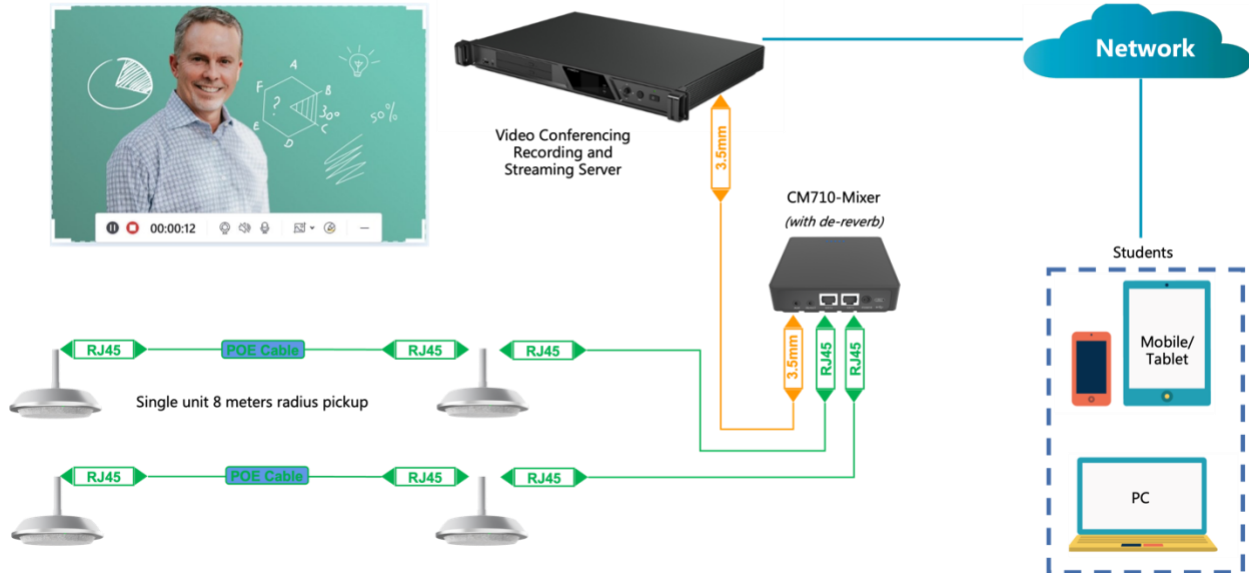 A
F
B
?
30°
E
C
D
50%
00:00:12
Video Conferencing
Recording and
Streaming Server
3.5mm
Network
CM710-Mixer
(with de-reverb)
Students
Mobile/
Tablet
PC
3.5mm
RJ45
RJ45
RJ45
POE Cable
RJ45
RJ45
Single unit 8 meters radius pickup
RJ45
POE Cable
RJ45
RJ45